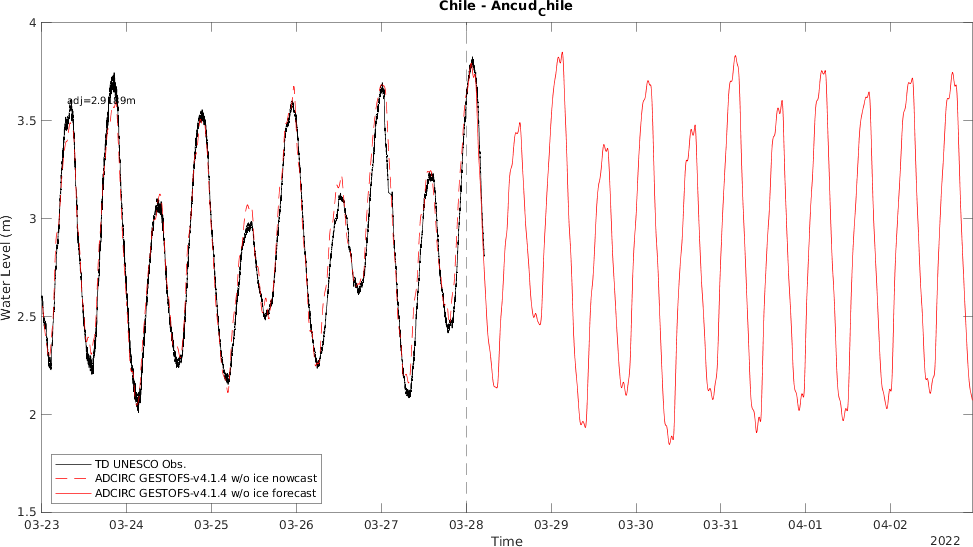 Chile - Ancud_Chile
4
adj=2.9189m
3.5
3
Water Level (m)
2.5
2
TD UNESCO Obs.
ADCIRC GESTOFS-v4.1.4 w/o ice nowcast
ADCIRC GESTOFS-v4.1.4 w/o ice forecast
1.5
03-23 03-24 03-25 03-26 03-27 03-28 03-29 03-30 03-31 04-01 04-02
Time
2022